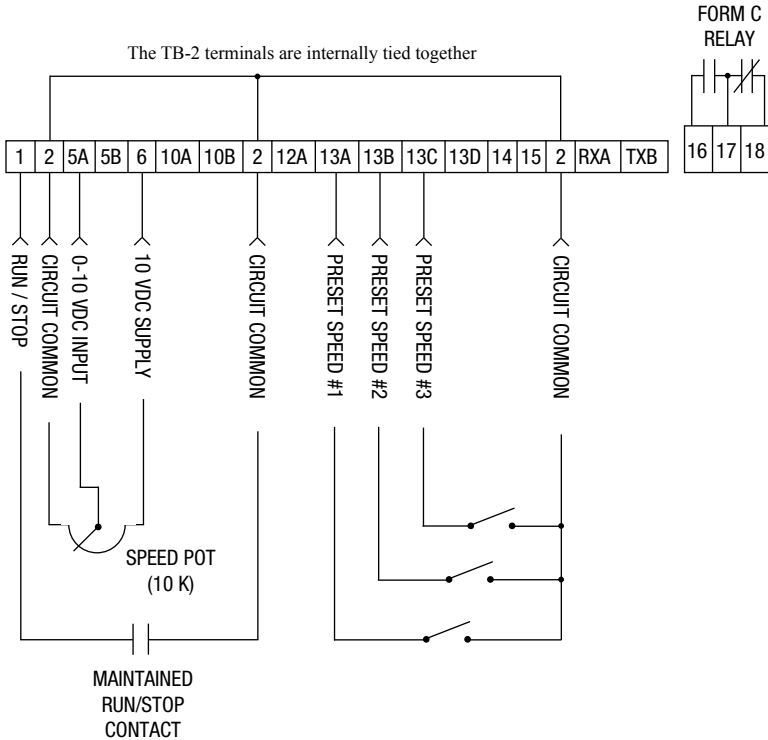 FORM C
RELAY
The TB-2 terminals are internally tied together
1 2 5A 5B 6 10A 10B 2 12A 13A 13B 13C 13D 14 15 2 RXA TXB
16 17 18
RUN / STOP
CIRCUIT COMMON
0-10 VDC INPUT
10 VDC SUPPLY
CIRCUIT COMMON
PRESET SPEED #1
PRESET SPEED #2
PRESET SPEED #3
CIRCUIT COMMON
SPEED POT
(10 K)
MAINTAINED
RUN/STOP
CONTACT